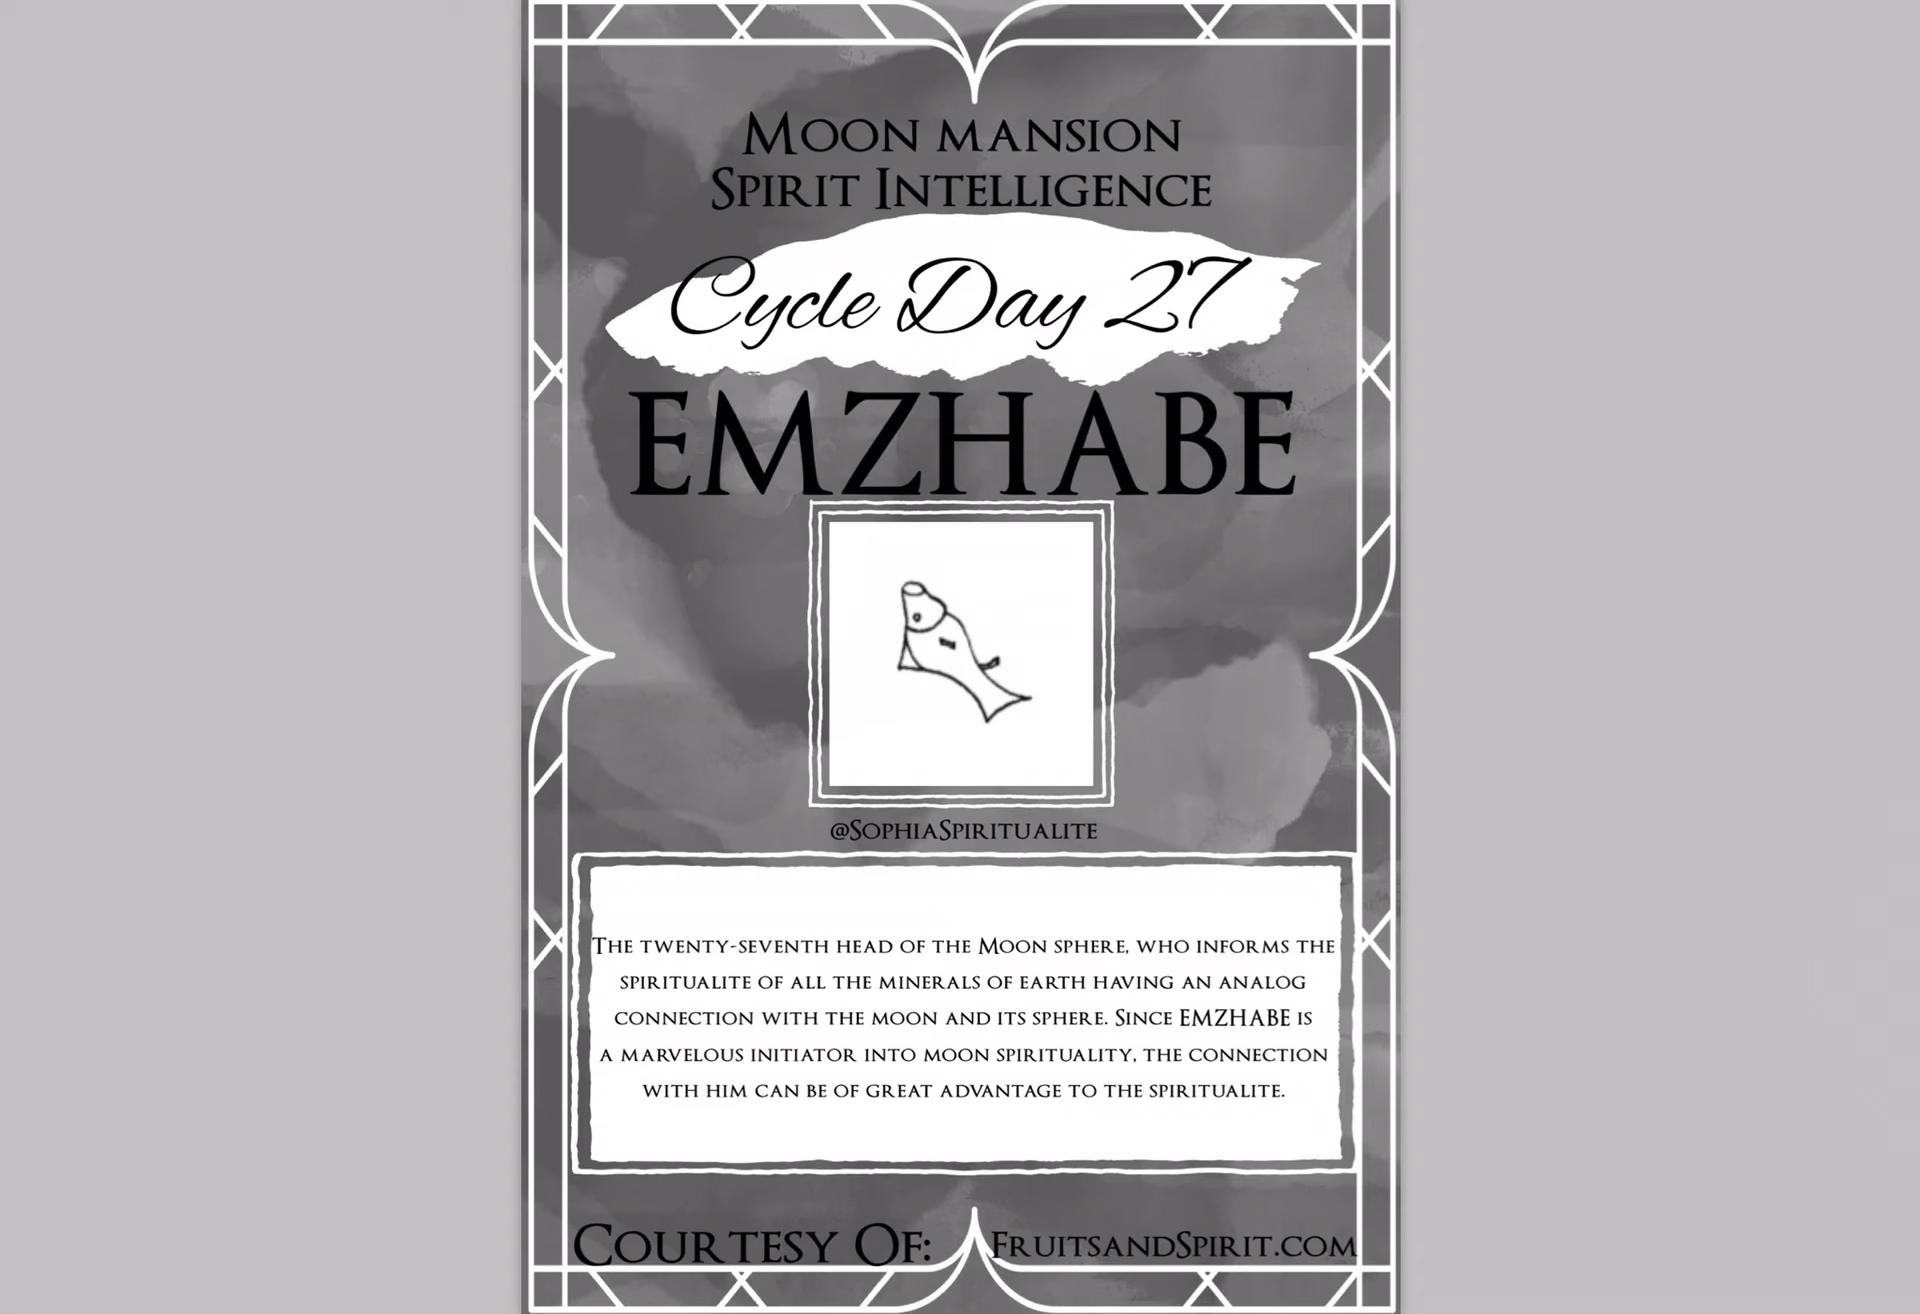 Moon mansion
Spirit Intelligence
Cycle Day 27
EMZHABE
@SophiaSpiritualite
The twenty-seventh head of the Moon sphere, who informs the
spiritualite of all the minerals of earth having an analog
connection with the moon and its sphere. Since EMZHABE is
a marvelous initiator into moon spirituality, the connection
with him can be of great advantage to the spiritualite.
Courtesy Of: FruitsandSpirit.com